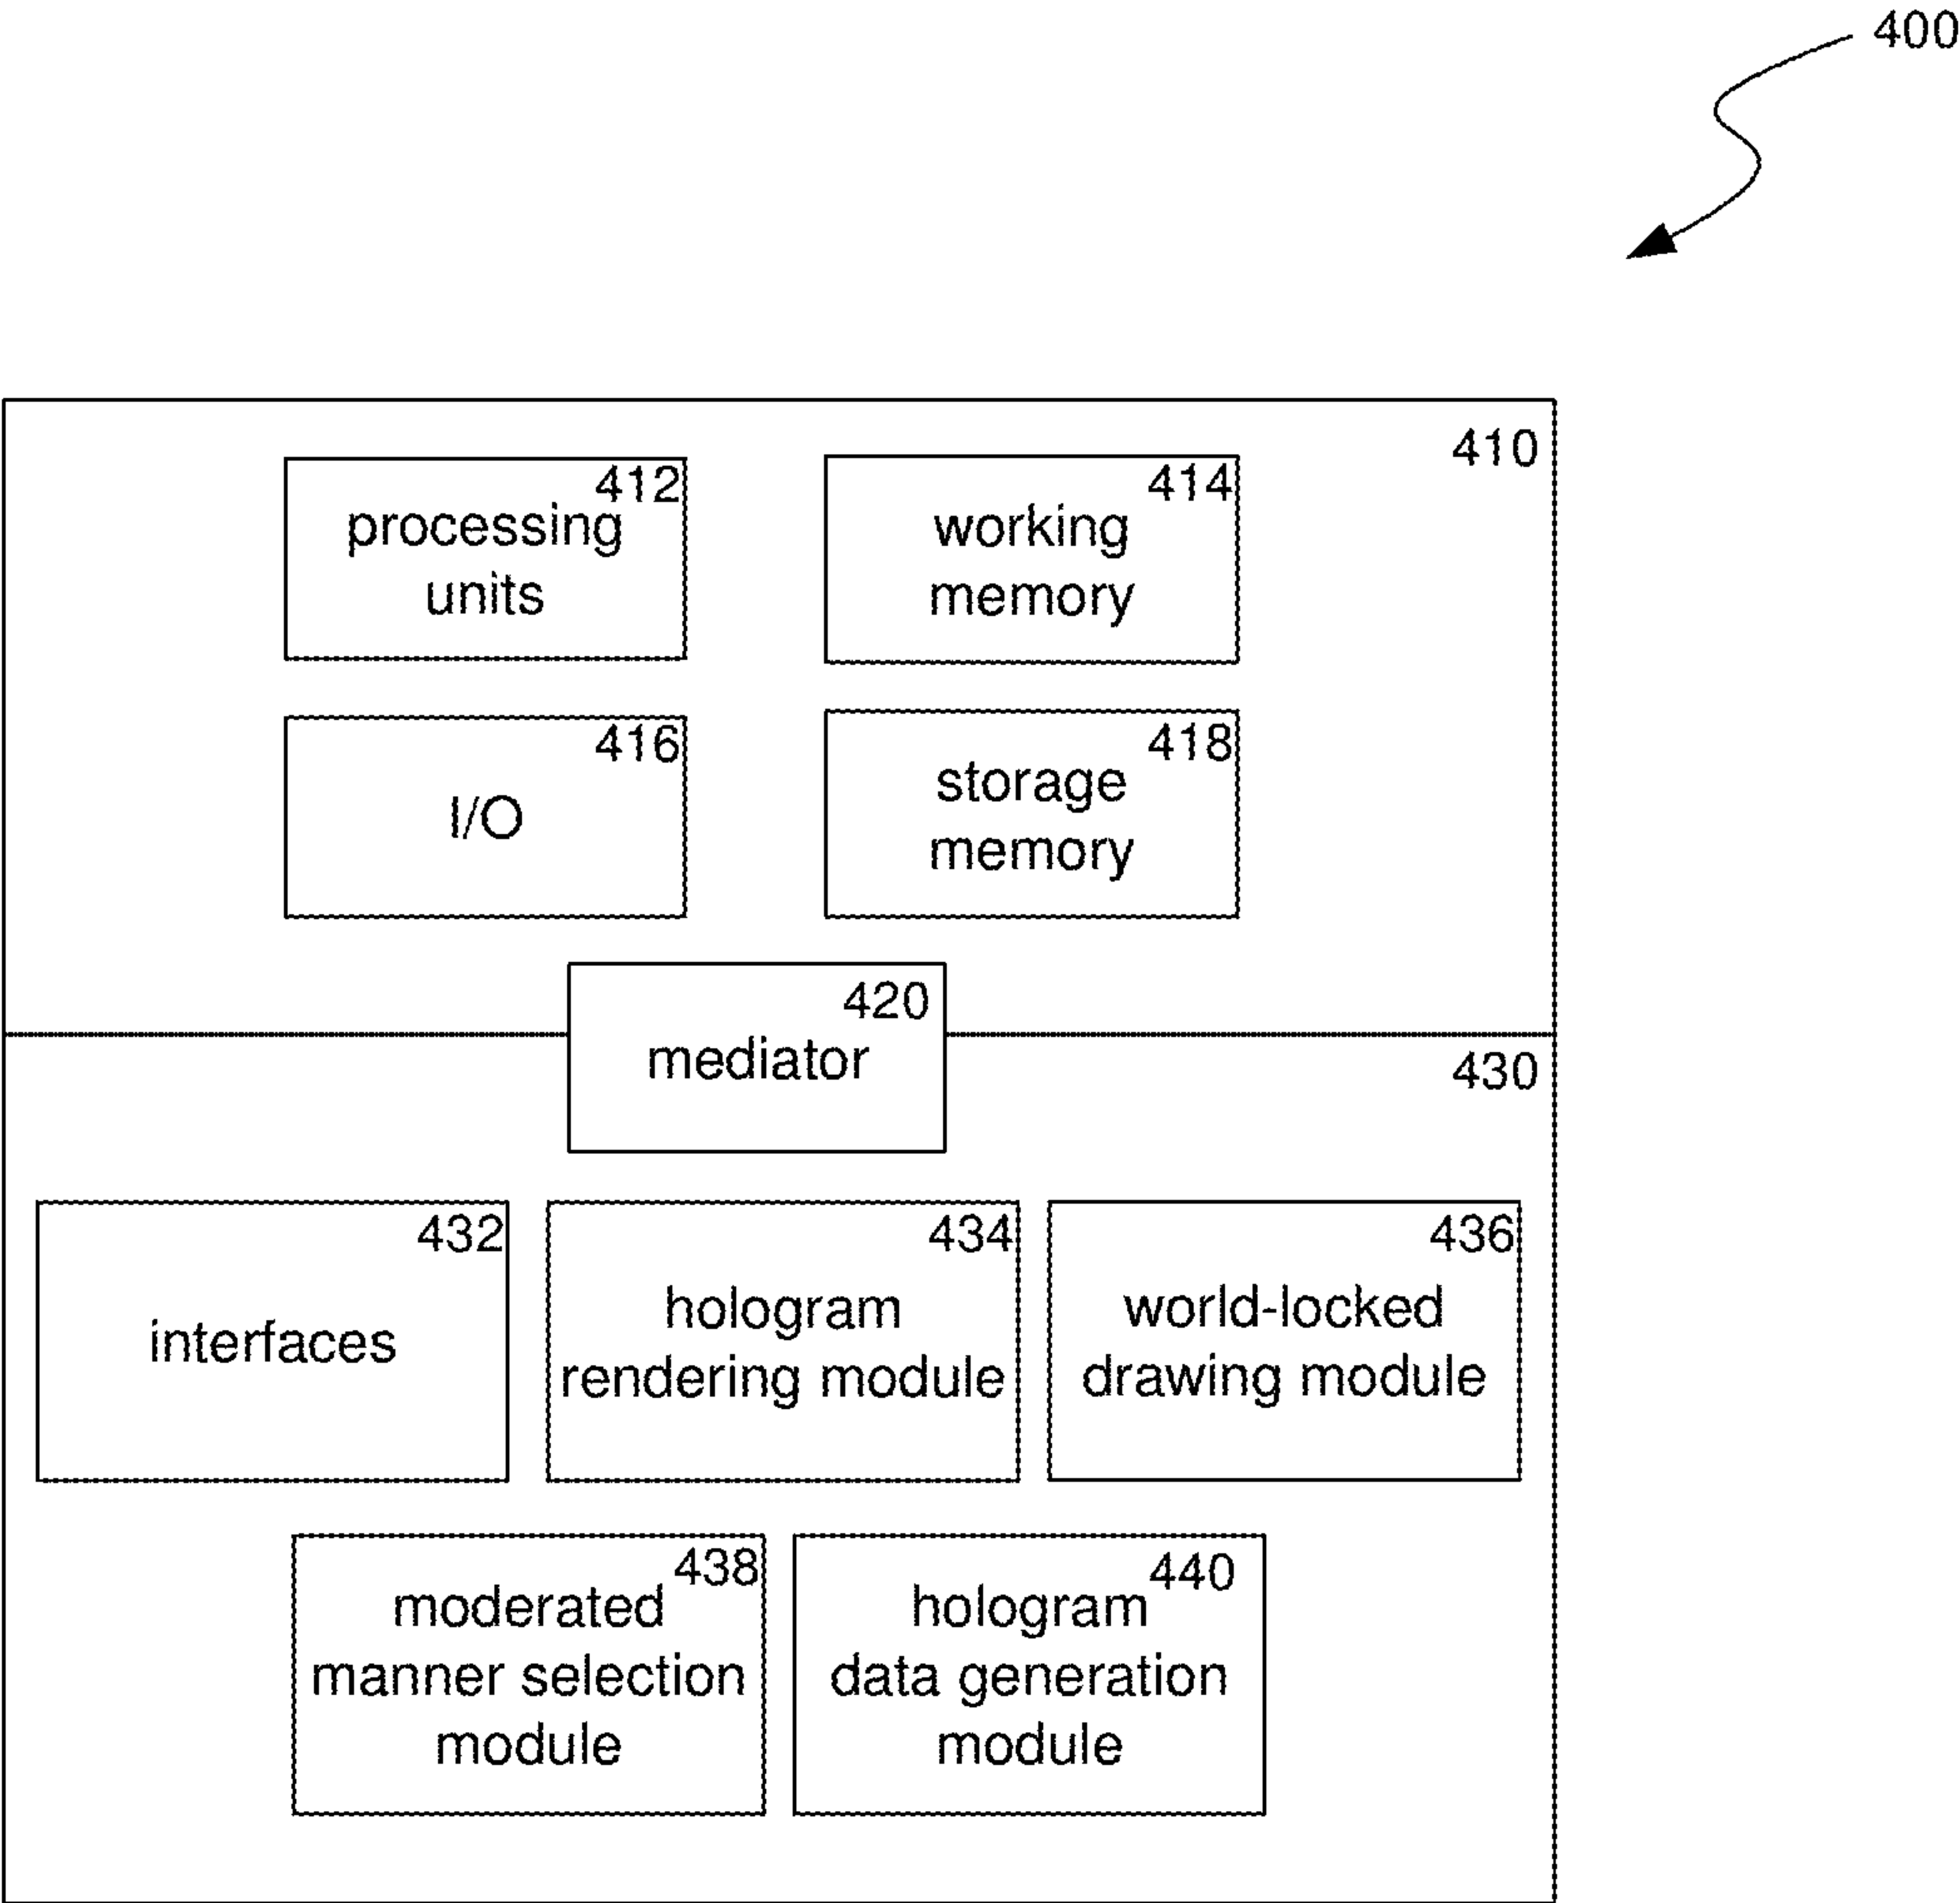 400
410
412
processing
units
414
working
memory
416
I/O
418
storage
memory
420
mediator
430
432
interfaces
434
hologram
rendering module
436
world-locked
drawing module
438
moderated
manner selection
module
440
hologram
data generation
module